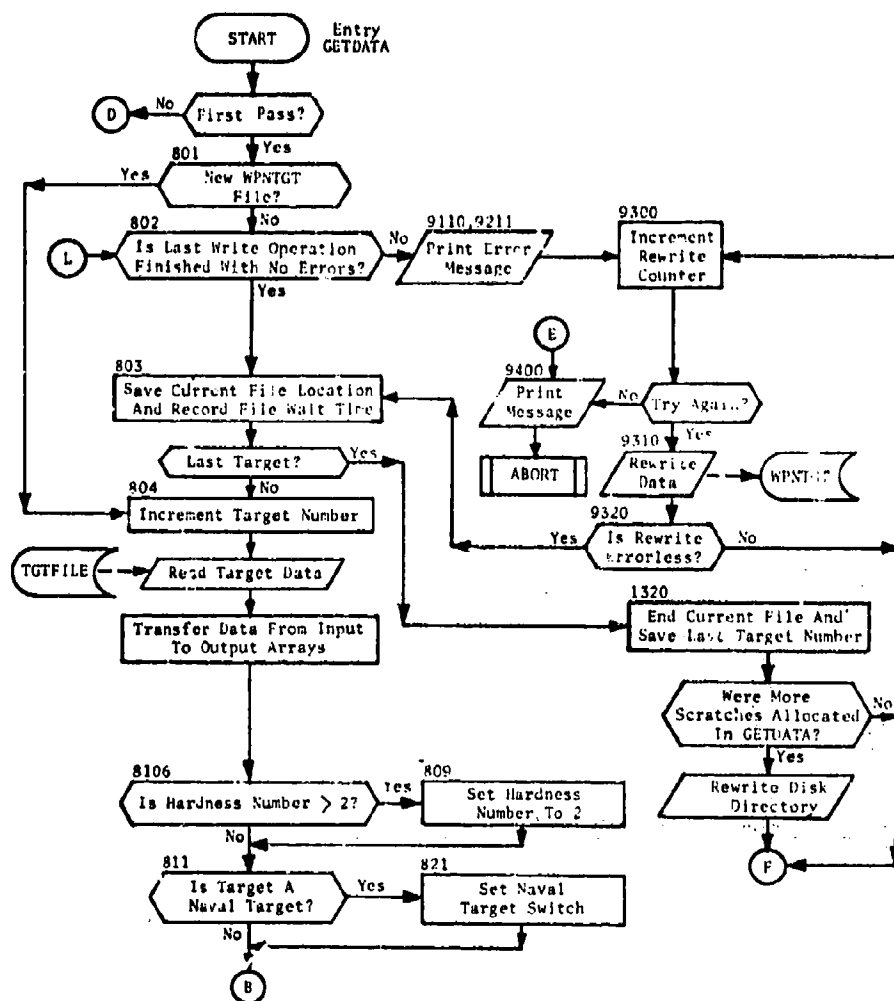 START
Entry
GETDATA
D
No
First Pass?
Yes
801
Yes
New WPNTGT
File?
No
802
L
Is Last Write Operation
Finished With No Errors?
No
Yes
9110,9211
Print Error
Message
9300
Increment
Rewrite
Counter
E
9400
Print
Message
No
Try Again?
Yes
ABORT
9310
Rewrite
Data
803
Save Current File Location
And Record File Wait Time
Last Target?
Yes
No
9320
Yes
Is Rewrite
Errorless?
No
804
Increment Target Number
TGTFILE
Read Target Data
Transfer Data From Input
To Output Arrays
1320
End Current File And
Save Last Target Number
Were More
Scratches Allocated
In GETDATA?
No
Yes
Rewrite Disk
Directory
F
8106
Is Hardness Number > 2?
Yes
No
809
Set Hardness
Number To 2
811
Is Target A
Naval Target?
Yes
No
821
Set Naval
Target Switch
B